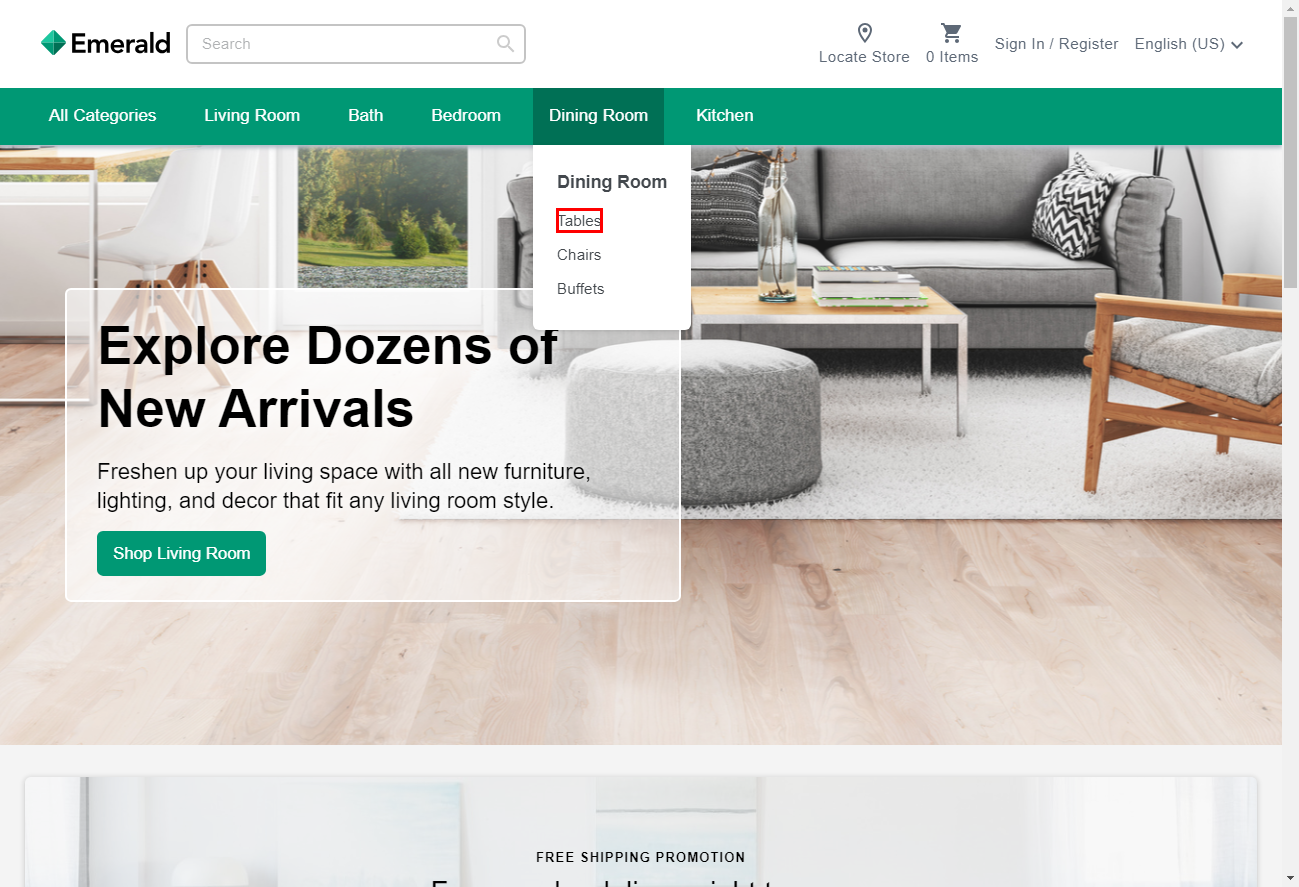 Emerald
Search
Locate Store
0 Items
Sign In / Register
English (US)
All Categories
Living Room
Bath
Bedroom
Dining Room
Kitchen
Dining Room
Tables
Chairs
Buffets
Explore Dozens of
New Arrivals
Freshen up your living space with all new furniture,
lighting, and decor that fit any living room style.
Shop Living Room
FREE SHIPPING PROMOTION